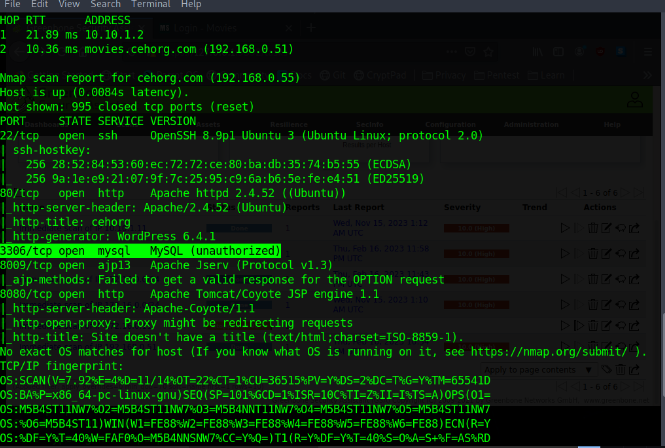 File Edit View Search Terminal Help
HOP RTT ADDRESS
1 21.89 ms 10.10.1.2
2 10.36 ms movies.cehorg.com (192.168.0.51)
Nmap scan report for cehorg.com (192.168.0.55)
Host is up (0.0084s latency).
Not shown: 995 closed tcp ports (reset)
PORT STATE SERVICE VERSION
22/tcp open ssh OpenSSH 8.9p1 Ubuntu 3 (Ubuntu Linux; protocol 2.0)
| ssh-hostkey:
| 256 28:52:84:53:60:ec:72:72:ce:80:ba:db:35:74:b5:55 (ECDSA)
|_ 256 9a:1e:e9:21:07:9f:7c:25:95:c9:6a:b6:5e:fe:e4:51 (ED25519)
80/tcp open http Apache httpd 2.4.52 ((Ubuntu))
|_http-server-header: Apache/2.4.52 (Ubuntu)
|_http-title: cehorg
|_http-generator: WordPress 6.4.1
3306/tcp open mysql MySQL (unauthorized)
8009/tcp open ajp13 Apache Jserv (Protocol v1.3)
|_ajp-methods: Failed to get a valid response for the OPTION request
8080/tcp open http Apache Tomcat/Coyote JSP engine 1.1
|_http-server-header: Apache-Coyote/1.1
|_http-open-proxy: Proxy might be redirecting requests
|_http-title: Site doesn't have a title (text/html;charset=ISO-8859-1).
No exact OS matches for host (If you know what OS is running on it, see https://nmap.org/submit/ ).
TCP/IP fingerprint:
OS:SCAN(V=7.92%E=4%D=11/14%OT=22%CT=1%CU=36515%PV=Y%DS=2%DC=T%G=Y%TM=65541D
OS:BA%P=x86_64-pc-linux-gnu)SEQ(SP=101%GCD=1%ISR=10C%TI=Z%II=I%TS=A)OPS(O1=
OS:M5B4ST11NW7%O2=M5B4ST11NW7%O3=M5B4NNT11NW7%O4=M5B4ST11NW7%O5=M5B4ST11NW7
OS:%O6=M5B4ST11)WIN(W1=FE88%W2=FE88%W3=FE88%W4=FE88%W5=FE88%W6=FE88)ECN(R=Y
OS:%DF=Y%T=40%W=FAF0%O=M5B4NNSNW7%CC=Y%Q=)T1(R=Y%DF=Y%T=40%S=O%A=S+%F=AS%RD